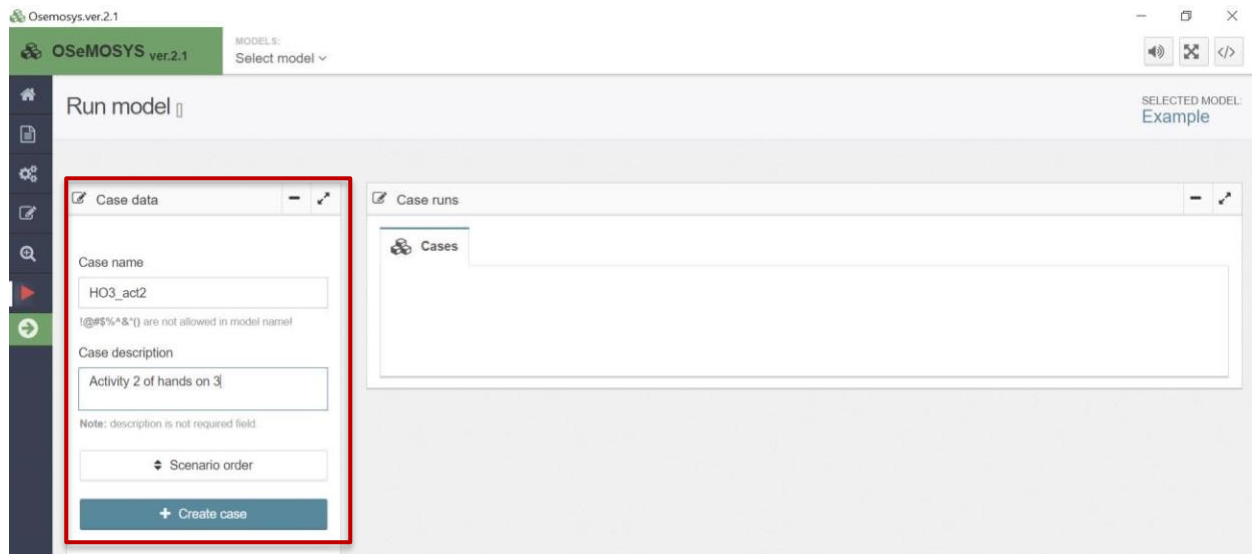 Osemosys.ver.2.1
OSeMOSYS ver.2.1
MODELS:
Select model
Run model
SELECTED MODEL:
Example
Case data
Case name
HO3_act2
!@#$%^&*() are not allowed in model name!
Case description
Activity 2 of hands on 3
Note: description is not required field.
Scenario order
+ Create case
Case runs
Cases